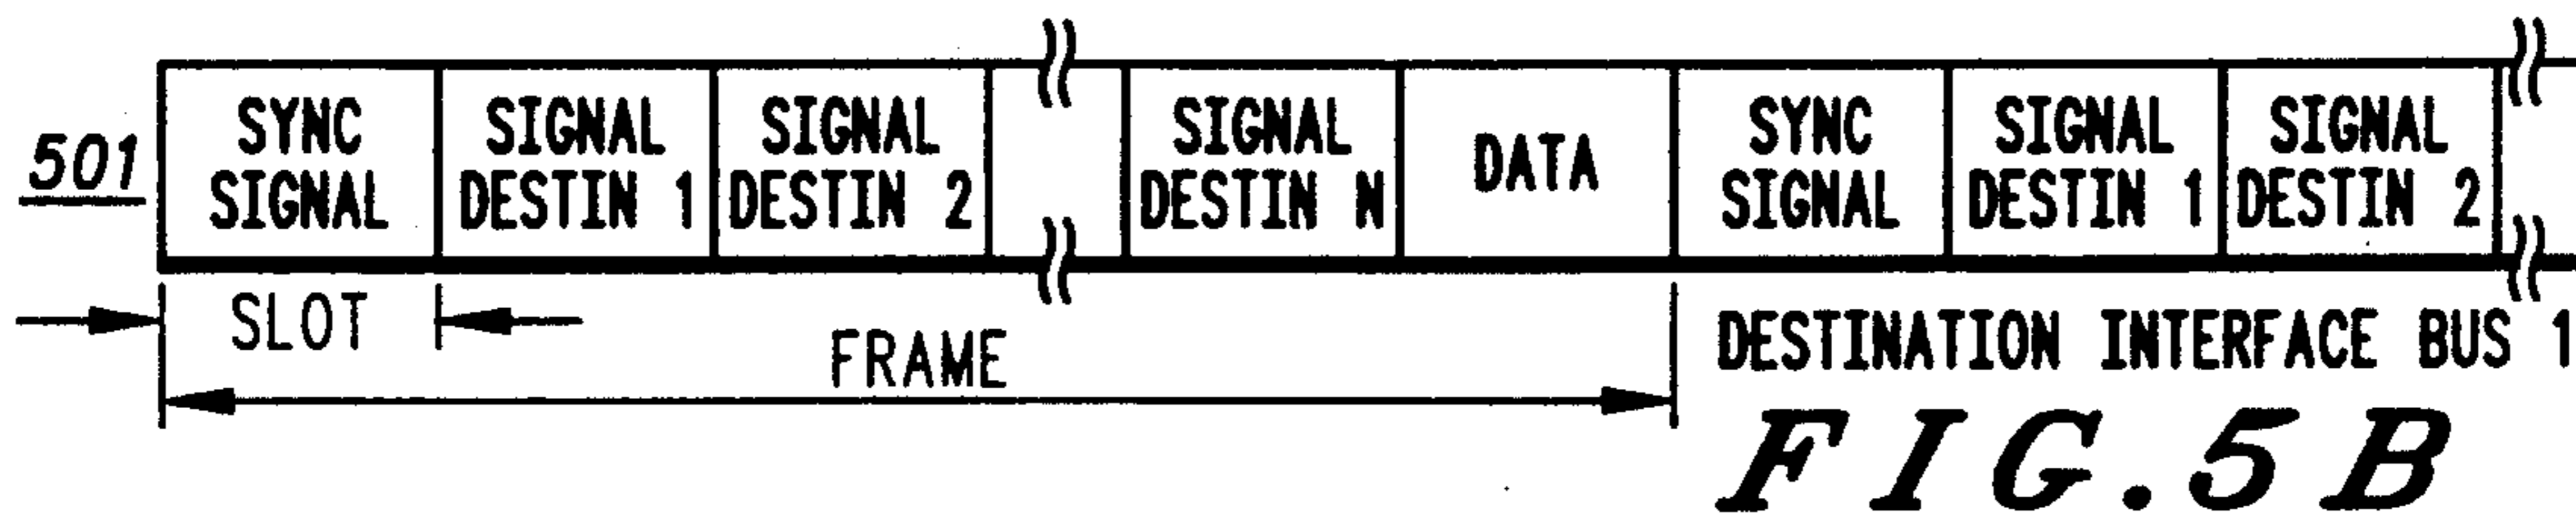 501
SYNC
SIGNAL
SIGNAL
DESTIN 1
SIGNAL
DESTIN 2
SIGNAL
DESTIN N
DATA
SYNC
SIGNAL
SIGNAL
DESTIN 1
SIGNAL
DESTIN 2
SLOT
FRAME
DESTINATION INTERFACE BUS 1
FIG.5B